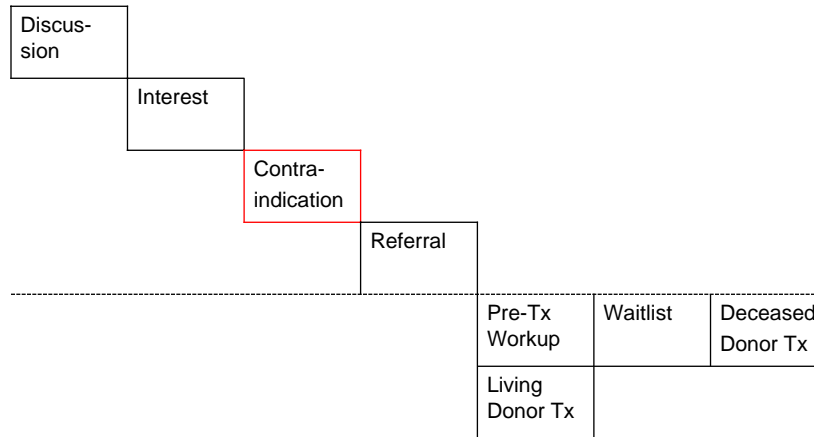 Discus-
sion
Interest
Contra-
indication
Referral
Pre-Tx
Workup
Waitlist
Deceased
Donor Tx
Living
Donor Tx